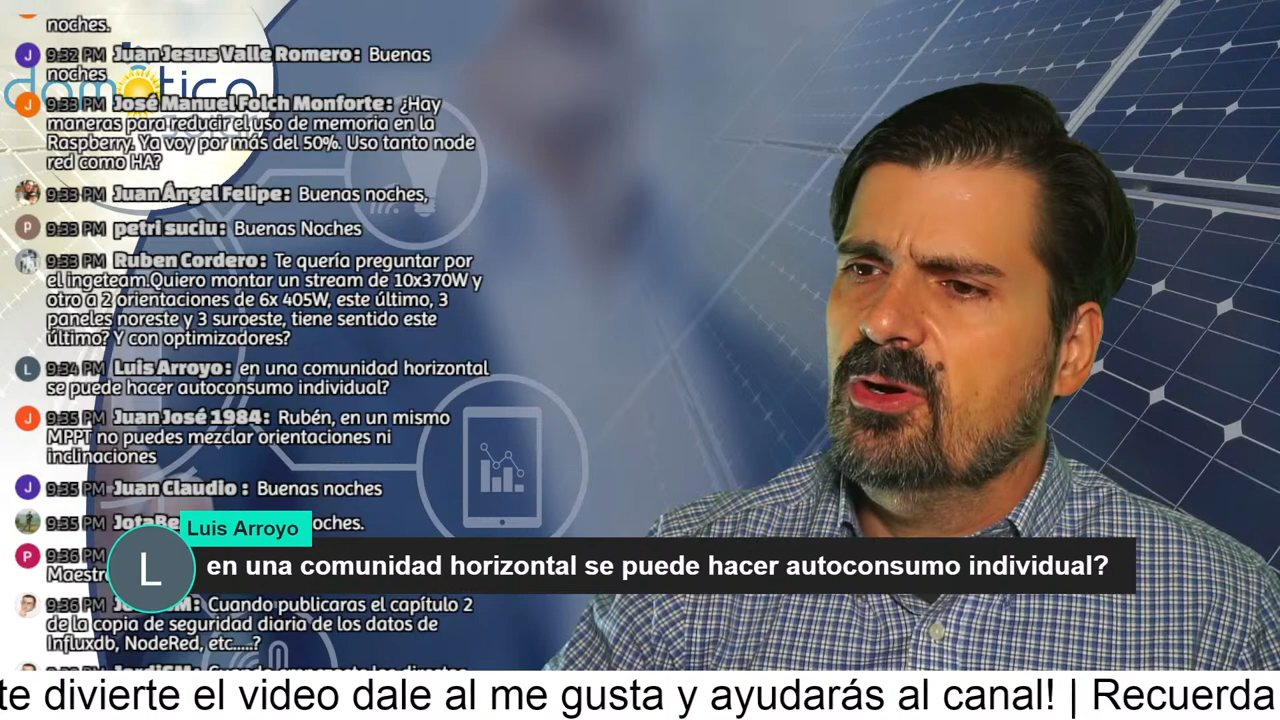 noches.
9:32 PM Juan Jesus Valle Romero: Buenas
noches
domótico
9:33 PM José Manuel Folch Monforte: ¿Hay
maneras para reducir el uso de memoria en la
Raspberry. Ya voy por más del 50%. Uso tanto node
red como HA?
9:33 PM Juan Ángel Felipe: Buenas noches,
P 9:33 PM petri suciu: Buenas Noches
9:33 PM Ruben Cordero: Te quería preguntar por
el ingeteam.Quiero montar un stream de 10x370W y
otro a 2 orientaciones de 6x 405W, este último, 3
paneles noreste y 3 suroeste, tiene sentido este
último? Y con optimizadores?
L 9:34 PM Luis Arroyo: en una comunidad horizontal
se puede hacer autoconsumo individual?
J 9:35 PM Juan José 1984: Rubén, en un mismo
MPPT no puedes mezclar orientaciones ni
inclinaciones
J 9:35 PM Juan Claudio : Buenas noches
9:35 PM JotaBe oches.
Luis Arroyo
P 9:36 PM
Maestr
L en una comunidad horizontal se puede hacer autoconsumo individual?
9:36 PM M: Cuando publicaras el capítulo 2
de la copia de seguridad diaria de los datos de
Influxdb, NodeRed, etc.....?
te divierte el video dale al me gusta y ayudarás al canal! | Recuerda